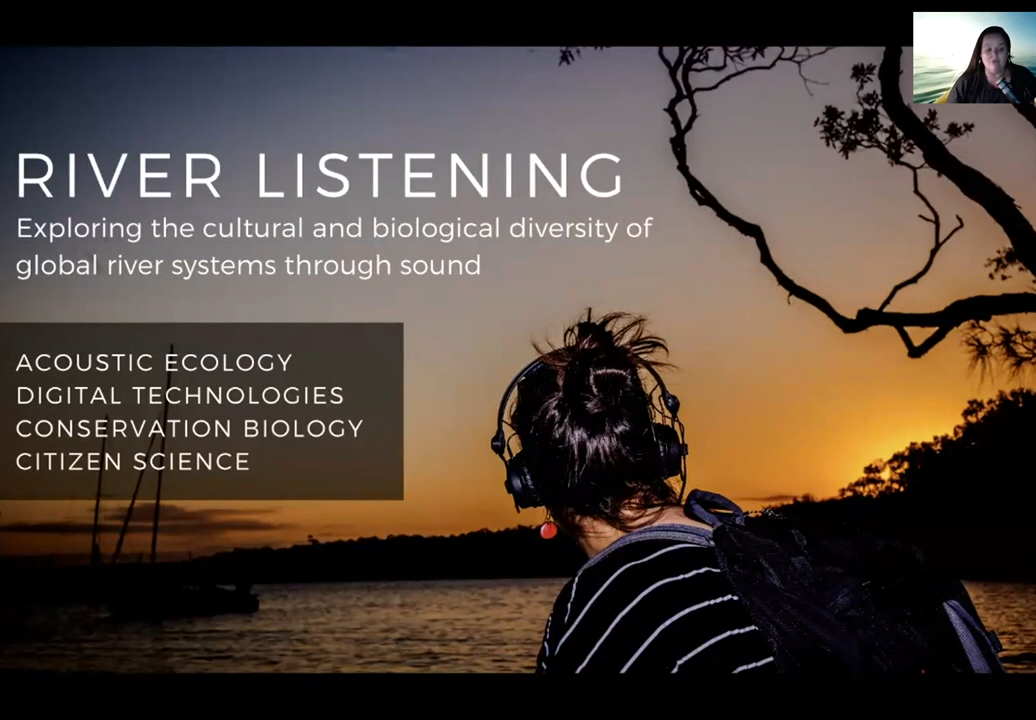 RIVER LISTENING
Exploring the cultural and biological diversity of
global river systems through sound
ACOUSTIC ECOLOGY
DIGITAL TECHNOLOGIES
CONSERVATION BIOLOGY
CITIZEN SCIENCE